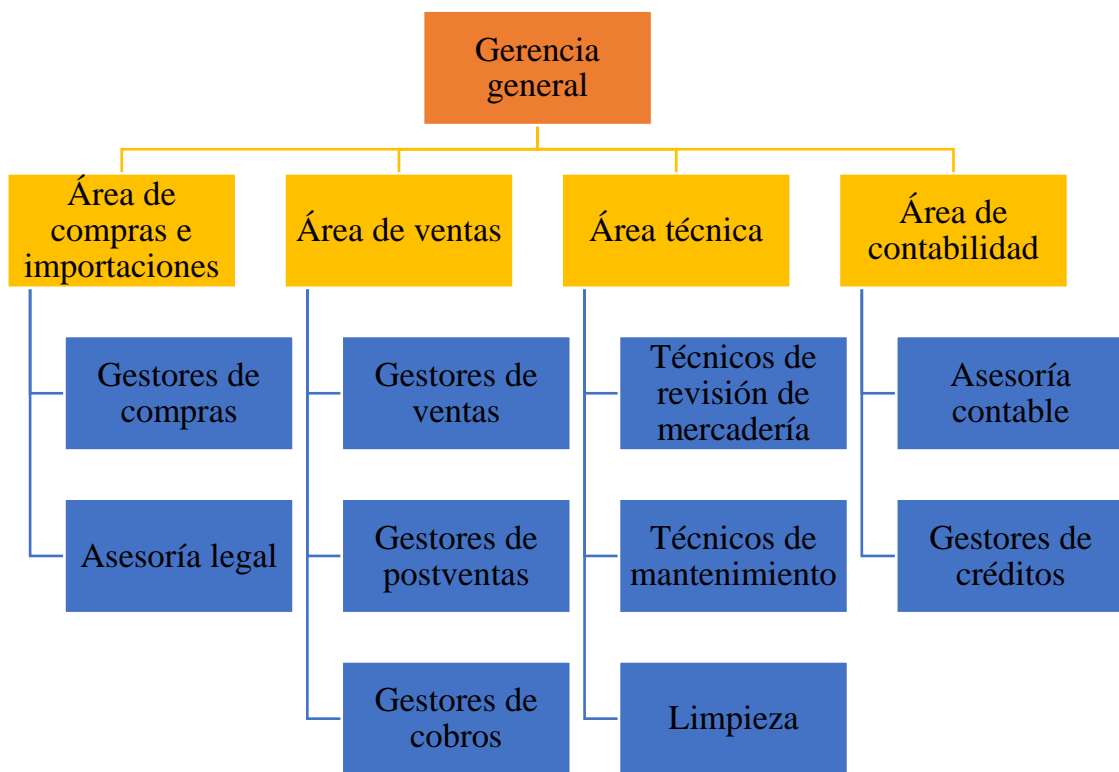 Gerencia
general
Área de
compras e
importaciones
Área de ventas
Área técnica
Área de
contabilidad
Gestores de
compras
Asesoría legal
Gestores de
ventas
Gestores de
postventas
Gestores de
cobros
Técnicos de
revisión de
mercadería
Técnicos de
mantenimiento
Limpieza
Asesoría
contable
Gestores de
créditos